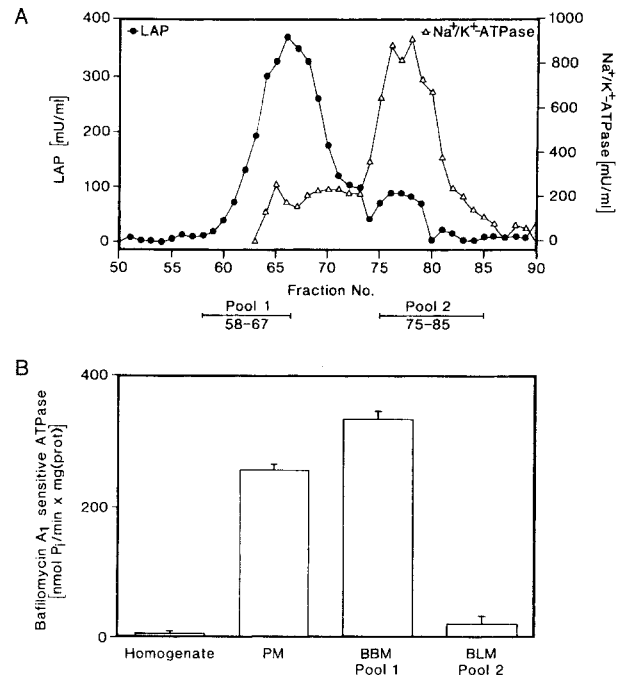 A
LAP
Na+/K+-ATPase
LAP [mU/ml]
400
300
200
100
0
1000
800
600
400
200
0
Na+/K+-ATPase [mU/ml]
50 55 60 65 70 75 80 85 90
Fraction No.
Pool 1 Pool 2
58-67 75-85
B
Bafilomycin A1 sensitive ATPase
[nmol Pi/min x mg(prot)]
400
200
0
Homogenate PM BBM BLM
Pool 1 Pool 2